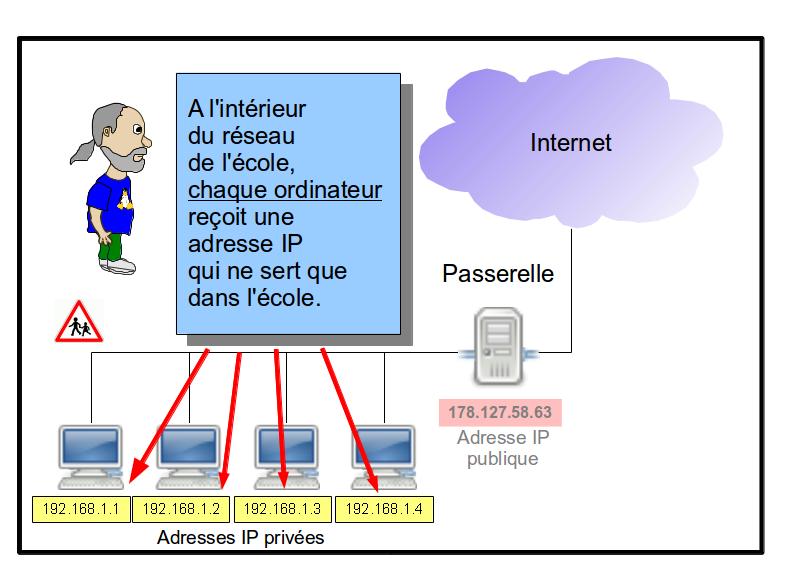 A l'intérieur
du réseau
de l'école,
chaque ordinateur
reçoit une
adresse IP
qui ne sert que
dans l'école.
Internet
Passerelle
178.127.58.63
Adresse IP
publique
192.168.1.1
192.168.1.2
192.168.1.3
192.168.1.4
Adresses IP privées